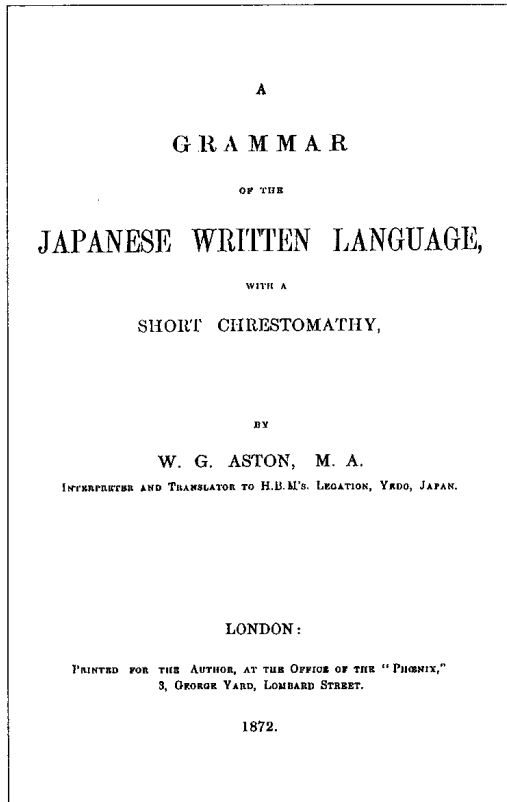 A
GRAMMAR
OF THE
JAPANESE WRITTEN LANGUAGE,
WITH A
SHORT CHRESTOMATHY,
BY
W. G. ASTON, M. A.
INTERPRETER AND TRANSLATOR TO H.B.M's. LEGATION, YEDO, JAPAN.
LONDON:
PRINTED FOR THE AUTHOR, AT THE OFFICE OF THE "PHŒNIX,"
3, GEORGE YARD, LOMBARD STREET.
1872.